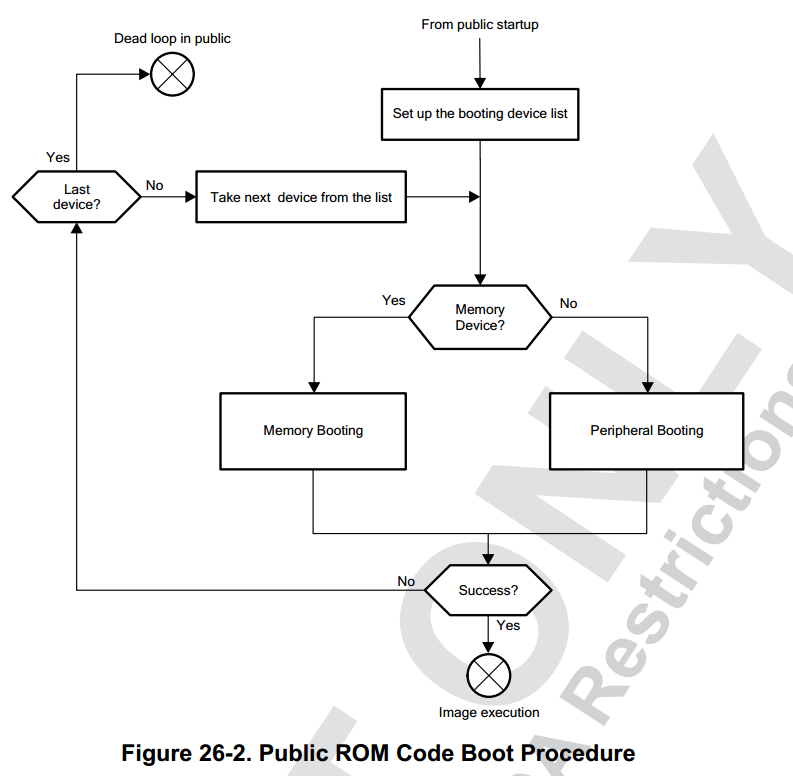 From public startup
Dead loop in public
Set up the booting device list
Yes
Last
device?
No
Take next device from the list
Yes
Memory
Device?
No
Memory Booting
Peripheral Booting
No
Success?
Yes
Image execution
Figure 26-2. Public ROM Code Boot Procedure